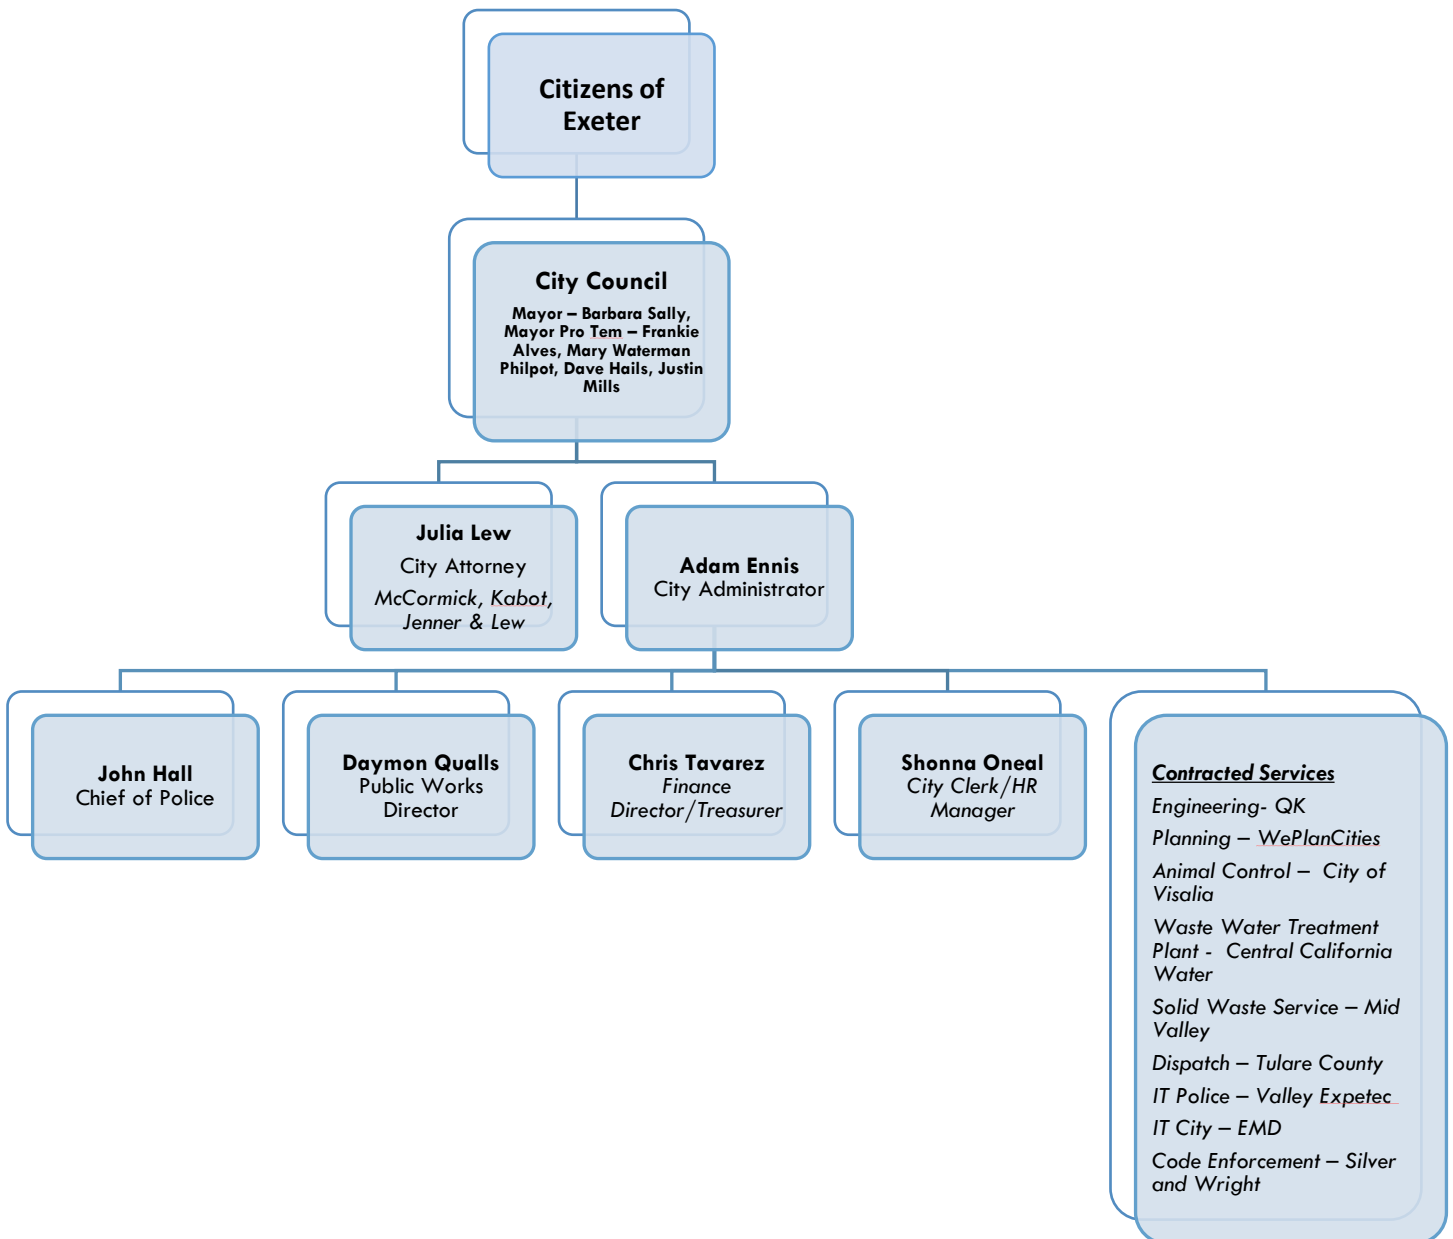 Citizens of
Exeter
City Council
Mayor – Barbara Sally,
Mayor Pro Tem – Frankie
Alves, Mary Waterman
Philpot, Dave Hails, Justin
Mills
Julia Lew
City Attorney
McCormick, Kabot,
Jenner & Lew
Adam Ennis
City Administrator
John Hall
Chief of Police
Daymon Qualls
Public Works
Director
Chris Tavarez
Finance
Director/Treasurer
Shonna Oneal
City Clerk/HR
Manager
Contracted Services
Engineering- QK
Planning – WePlanCities
Animal Control –  City of
Visalia
Waste Water Treatment
Plant -  Central California
Water
Solid Waste Service – Mid
Valley
Dispatch – Tulare County
IT Police – Valley Expetec
IT City – EMD
Code Enforcement – Silver
and Wright